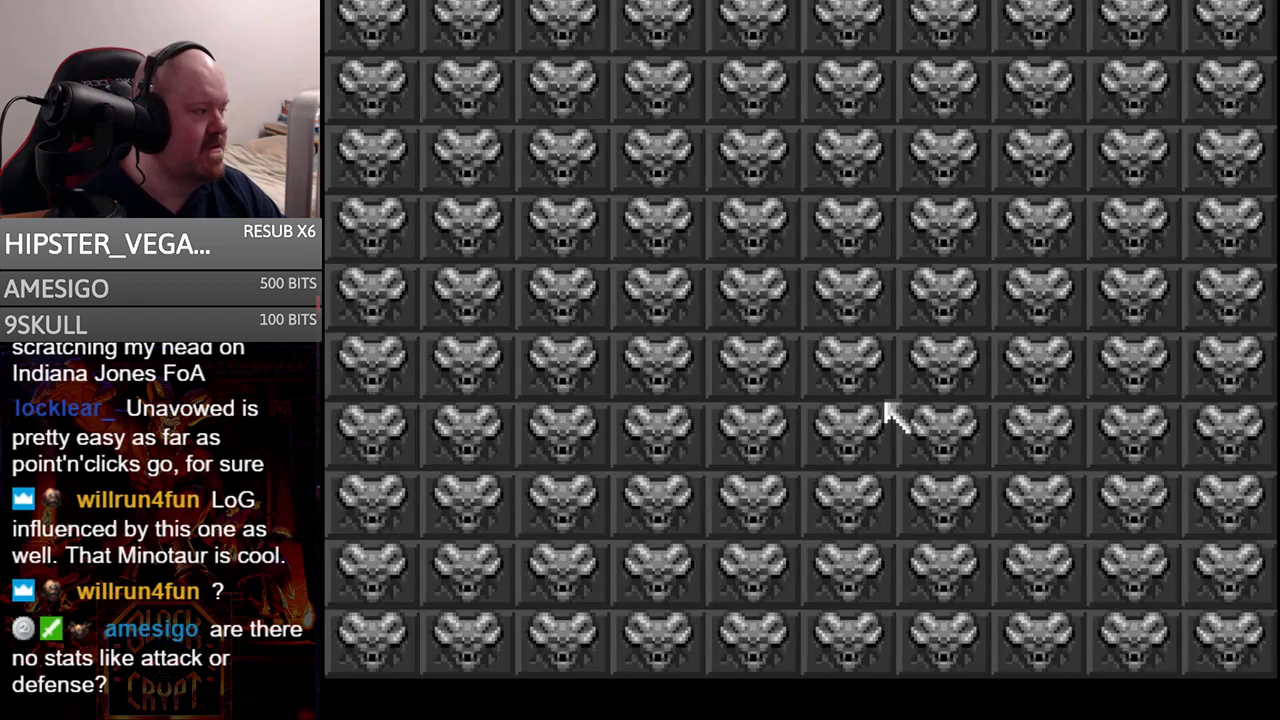 HIPSTER_VEGA... RESUB X6
AMESIGO 500 BITS
9SKULL 100 BITS
scratching my head on
Indiana Jones FoA
locklear_ Unavowed is
pretty easy as far as
point'n'clicks go, for sure
willrun4fun LoG
influenced by this one as
well. That Minotaur is cool.
willrun4fun ?
amesigo are there
no stats like attack or
defense?
CRYPT